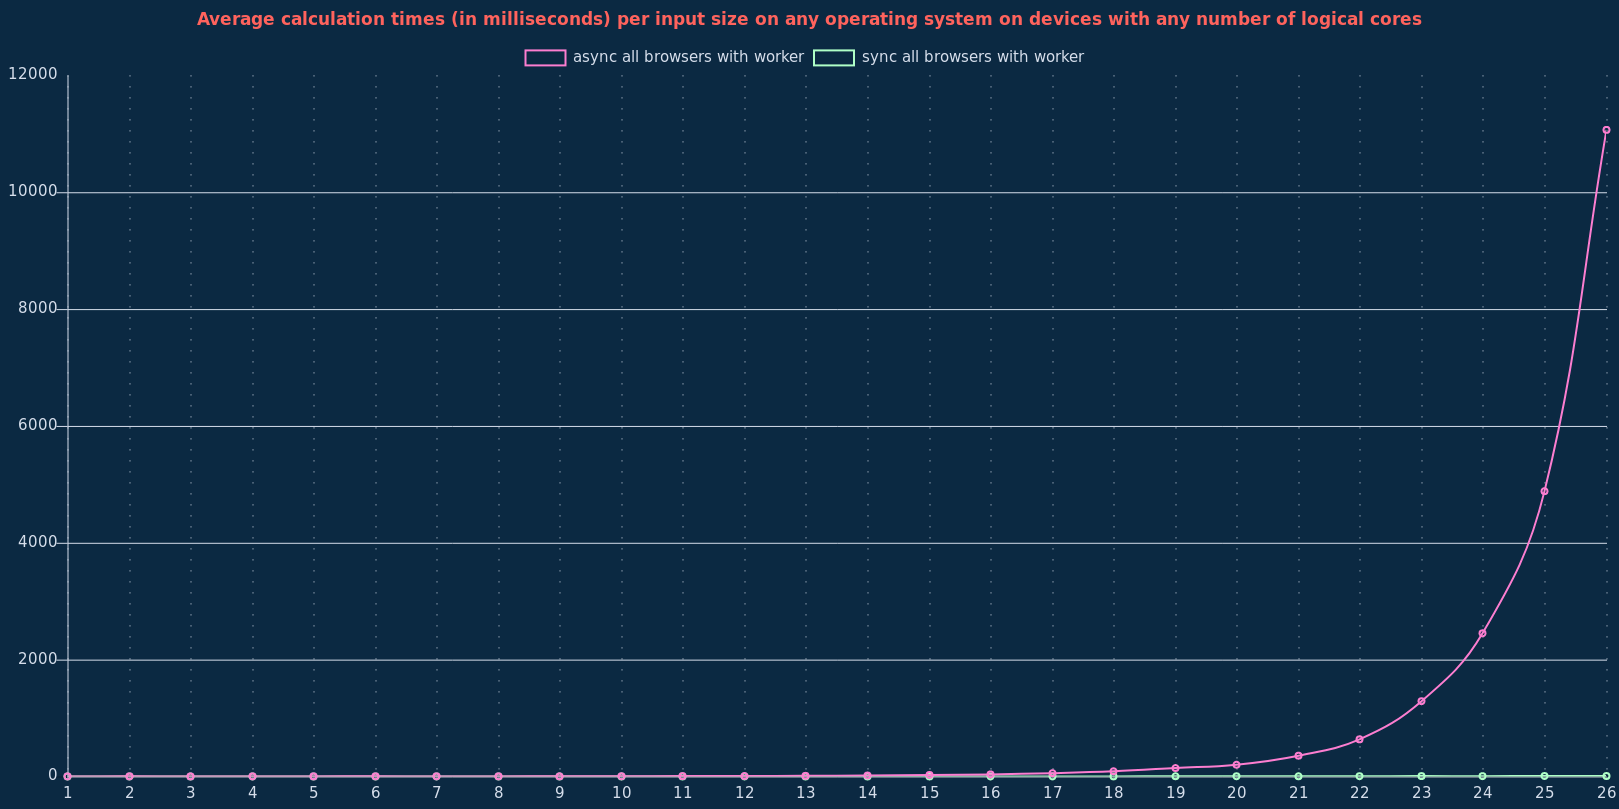 Average calculation times (in milliseconds) per input size on any operating system on devices with any number of logical cores
async all browsers with worker sync all browsers with worker
12000
10000
8000
6000
4000
2000
0
1 2 3 4 5 6 7 8 9 10 11 12 13 14 15 16 17 18 19 20 21 22 23 24 25 26